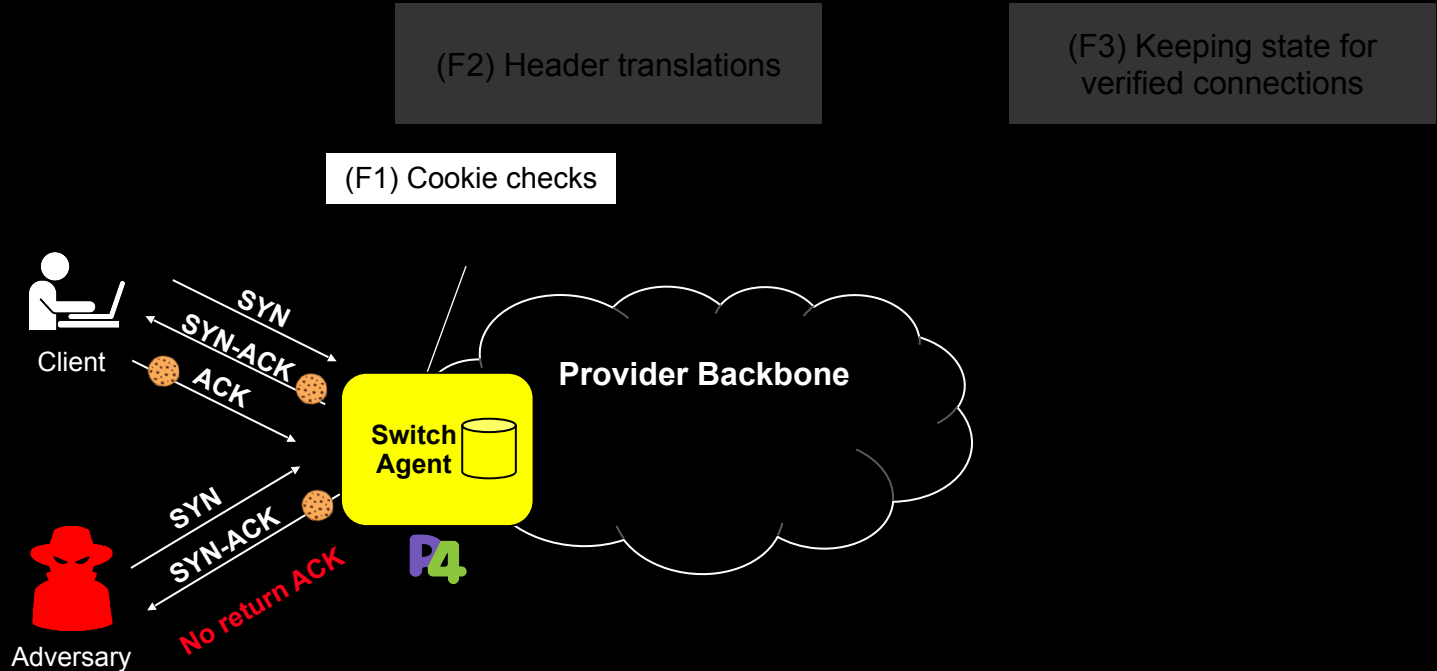 (F2) Header translations
(F3) Keeping state for
verified connections
(F1) Cookie checks
SYN
SYN-ACK
ACK
Client
Provider Backbone
Switch
Agent
SYN
SYN-ACK
No return ACK
P4
Adversary